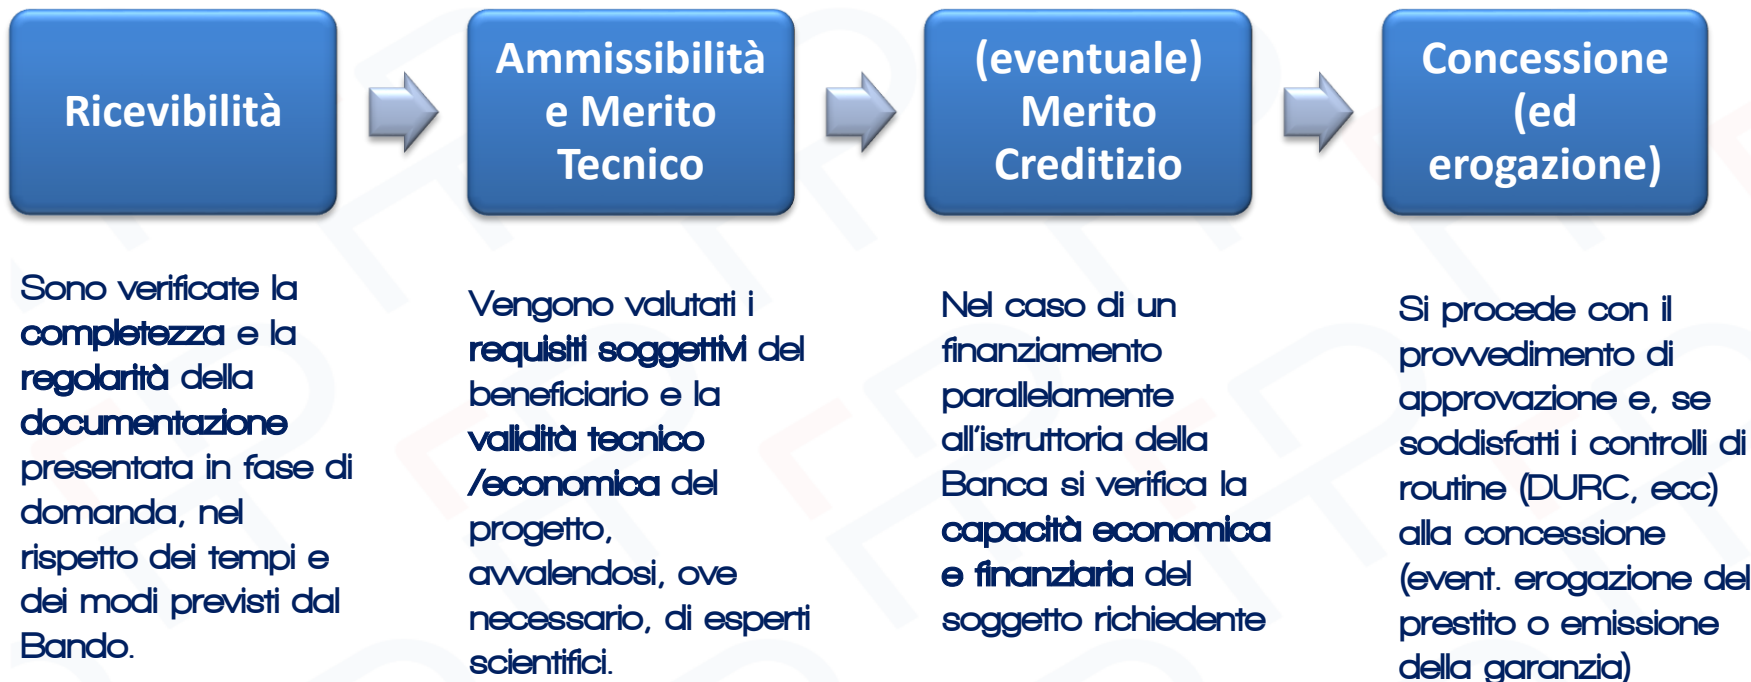 Ricevibilità
Ammissibilità
e Merito
Tecnico
(eventuale)
Merito
Creditizio
Concessione
(ed
erogazione)
Sono verificate la
completezza e la
regolarità della
documentazione
presentata in fase di
domanda, nel
rispetto dei tempi e
dei modi previsti dal
Bando.
Vengono valutati i
requisiti soggettivi del
beneficiario e la
validità tecnico
/economica del
progetto,
avvalendosi, ove
necessario, di esperti
scientifici.
Nel caso di un
finanziamento
parallelamente
all'istruttoria della
Banca si verifica la
capacità economica
e finanziaria del
soggetto richiedente
Si procede con il
provvedimento di
approvazione e, se
soddisfatti i controlli di
routine (DURC, ecc)
alla concessione
(event. erogazione del
prestito o emissione
della garanzia)